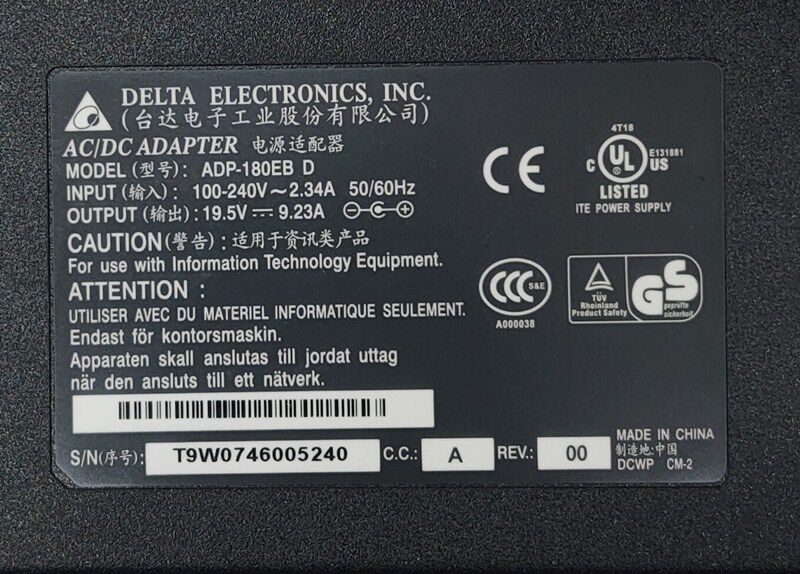 DELTA ELECTRONICS, INC.
(台达电子工业股份有限公司)
AC/DC ADAPTER 电源适配器
MODEL (型号): ADP-180EB D
INPUT (输入): 100-240V~2.34A 50/60Hz
OUTPUT (输出): 19.5V⎓9.23A
CAUTION(警告):适用于资讯类产品
For use with Information Technology Equipment.
ATTENTION :
UTILISER AVEC DU MATERIEL INFORMATIQUE SEULEMENT.
Endast för kontorsmaskin.
Apparaten skall anslutas till jordat uttag
när den ansluts till ett nätverk.
S/N(序号): T9W0746005240 C.C.: A REV.: 00
MADE IN CHINA
制造地:中国
DCWP CM-2
CE
4T16
E131881
C UL US
LISTED
ITE POWER SUPPLY
CCC S&E
A000038
TÜV
Rheinland
Product Safety
GS
geprüfte
Sicherheit